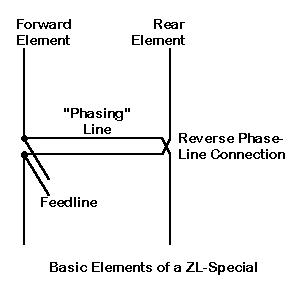 Forward
Element
Rear
Element
"Phasing"
Line
Reverse Phase-
Line Connection
Feedline
Basic Elements of a ZL-Special